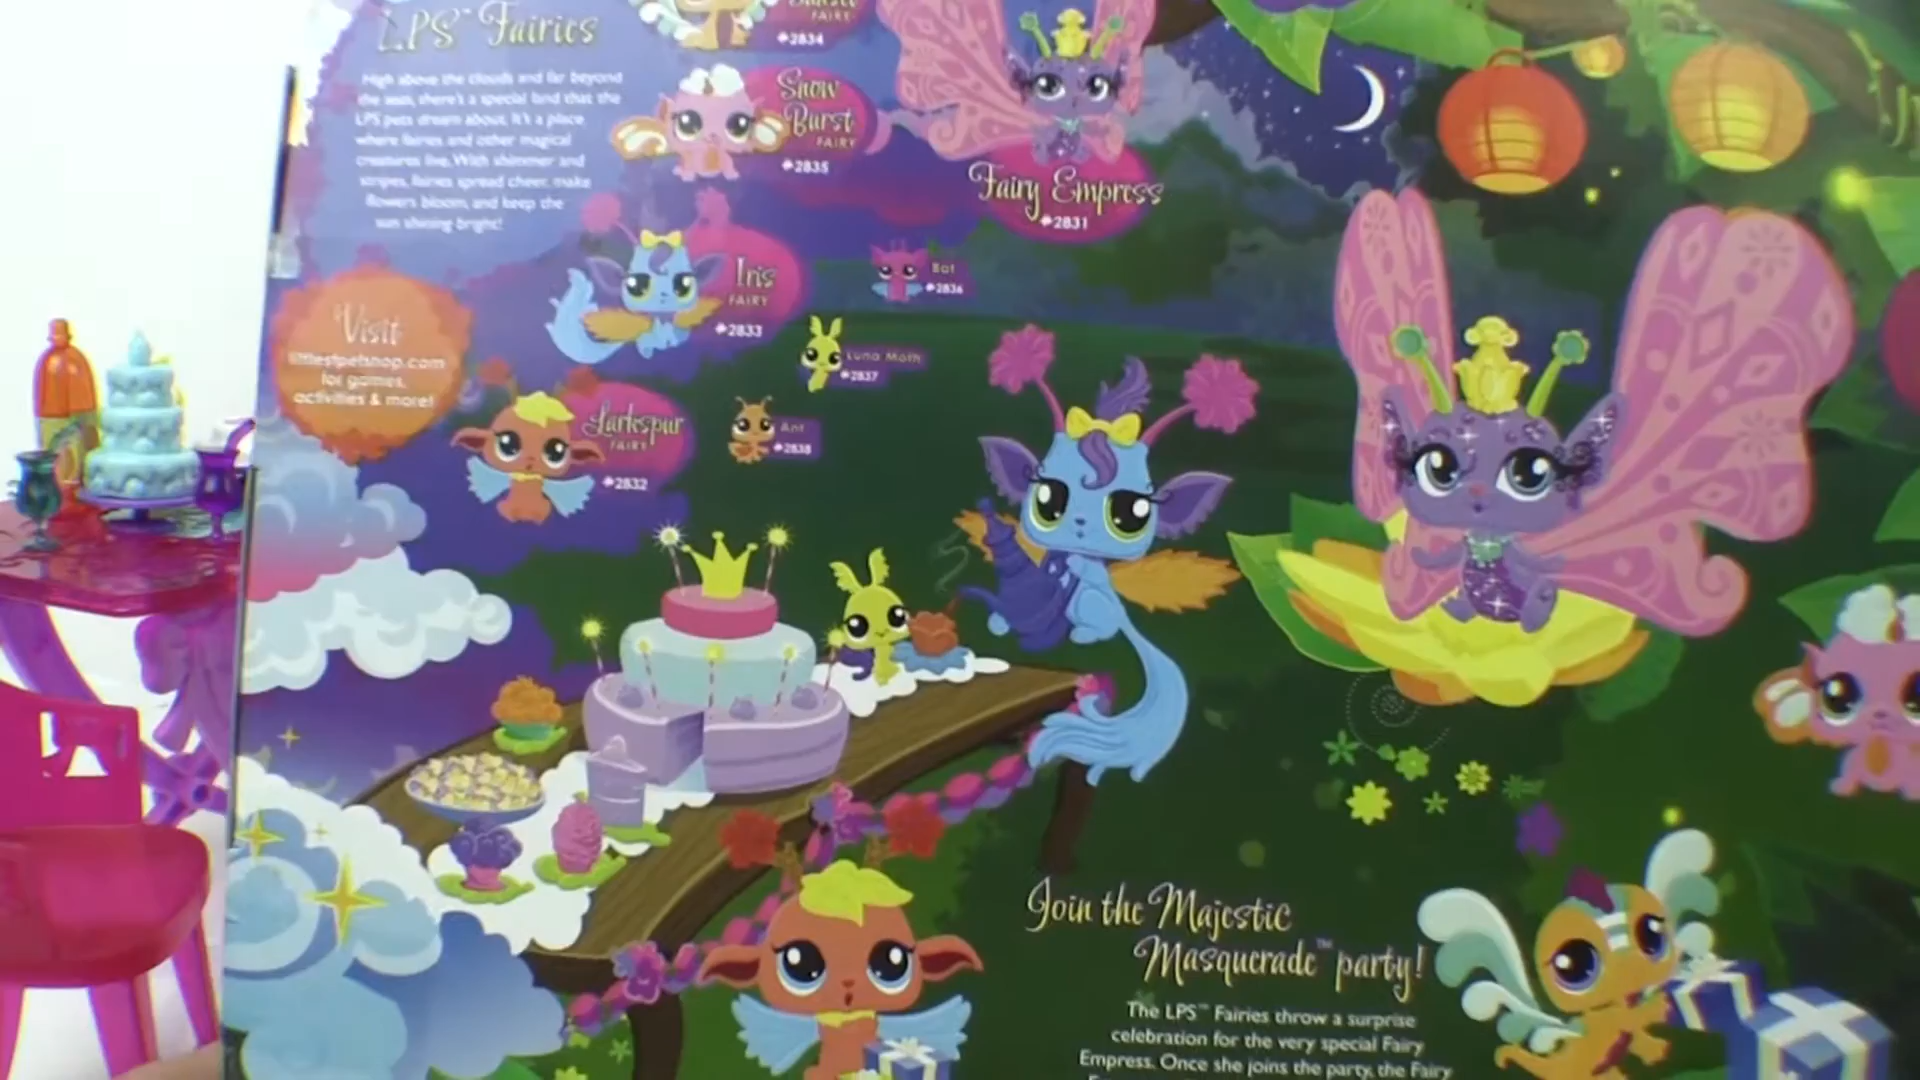 LPS™ Fairies
High above the clouds and far beyond
the sun, there's a special land that the
LPS pets dream about. It's a place
where fairies and other magical
creatures live. With shimmer and
stripes, fairies spread cheer, make
flowers bloom, and keep the
sun shining bright!
FAIRY
#2834
Snow
Burst
FAIRY
#2835
Fairy Empress
#2831
Iris
FAIRY
#2833
Bat
#2836
Luna Moth
#2837
Visit
littlestpetshop.com
for games,
activities & more!
Larkspur
FAIRY
#2832
Ant
#2838
Join the Majestic
Masquerade™ party!
The LPS™ Fairies throw a surprise
celebration for the very special Fairy
Empress. Once she joins the party, the Fairy